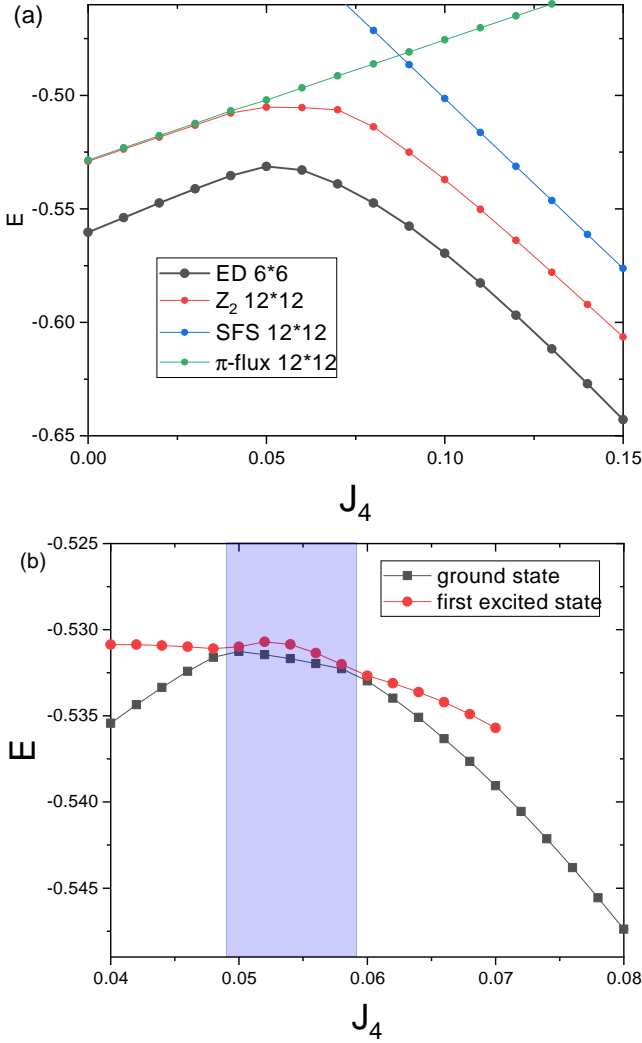 (a)
-0.50
-0.55
-0.60
-0.65
E
ED 6*6
Z₂ 12*12
SFS 12*12
π-flux 12*12
0.00 0.05 0.10 0.15
J₄
(b)
-0.525
-0.530
-0.535
-0.540
-0.545
E
ground state
first excited state
0.04 0.05 0.06 0.07 0.08
J₄